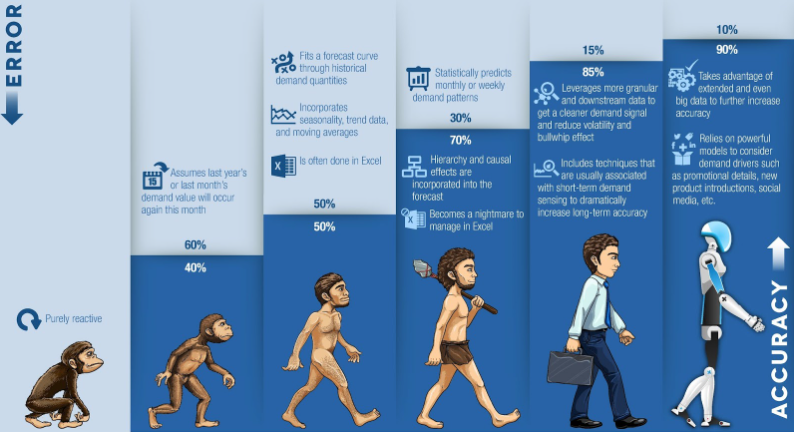 ERROR
Purely reactive
15
Assumes last year's
or last month's
demand value will occur
again this month
60%
40%
Fits a forecast curve
through historical
demand quantities
Incorporates
seasonality, trend data,
and moving averages
X
Is often done in Excel
50%
50%
Statistically predicts
monthly or weekly
demand patterns
30%
70%
Hierarchy and causal
effects are
incorporated into the
forecast
X
Becomes a nightmare to
manage in Excel
15%
85%
Leverages more granular
and downstream data to
get a cleaner demand signal
and reduce volatility and
bullwhip effect
Includes techniques that
are usually associated
with short-term demand
sensing to dramatically
increase long-term accuracy
10%
90%
Takes advantage of
extended and even
big data to further increase
accuracy
Relies on powerful
models to consider
demand drivers such
as promotional details, new
product introductions, social
media, etc.
ACCURACY